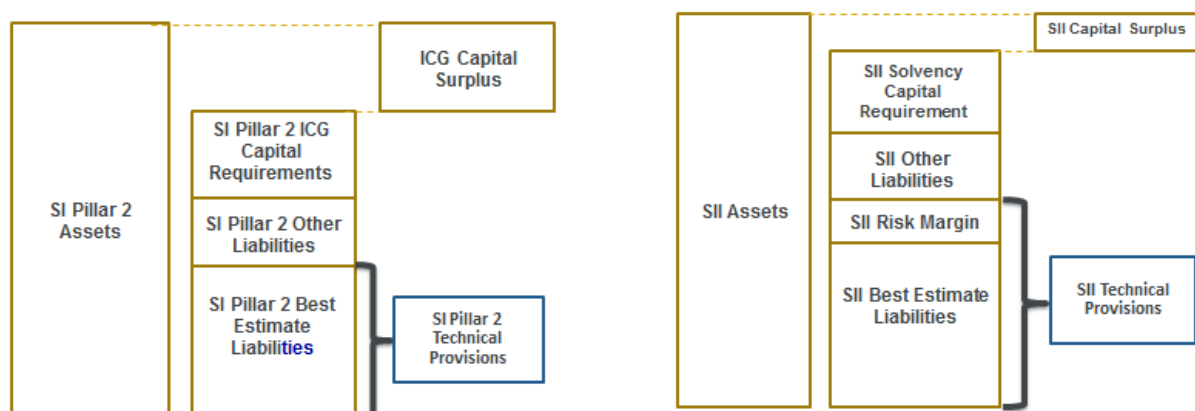 ICG Capital
Surplus
SI Pillar 2 ICG
Capital
Requirements
SI Pillar 2
Assets
SI Pillar 2 Other
Liabilities
SI Pillar 2 Best
Estimate
Liabilities
SI Pillar 2
Technical
Provisions
SII Capital Surplus
SII Solvency
Capital
Requirement
SII Other
Liabilities
SII Assets
SII Risk Margin
SII Best Estimate
Liabilities
SII Technical
Provisions